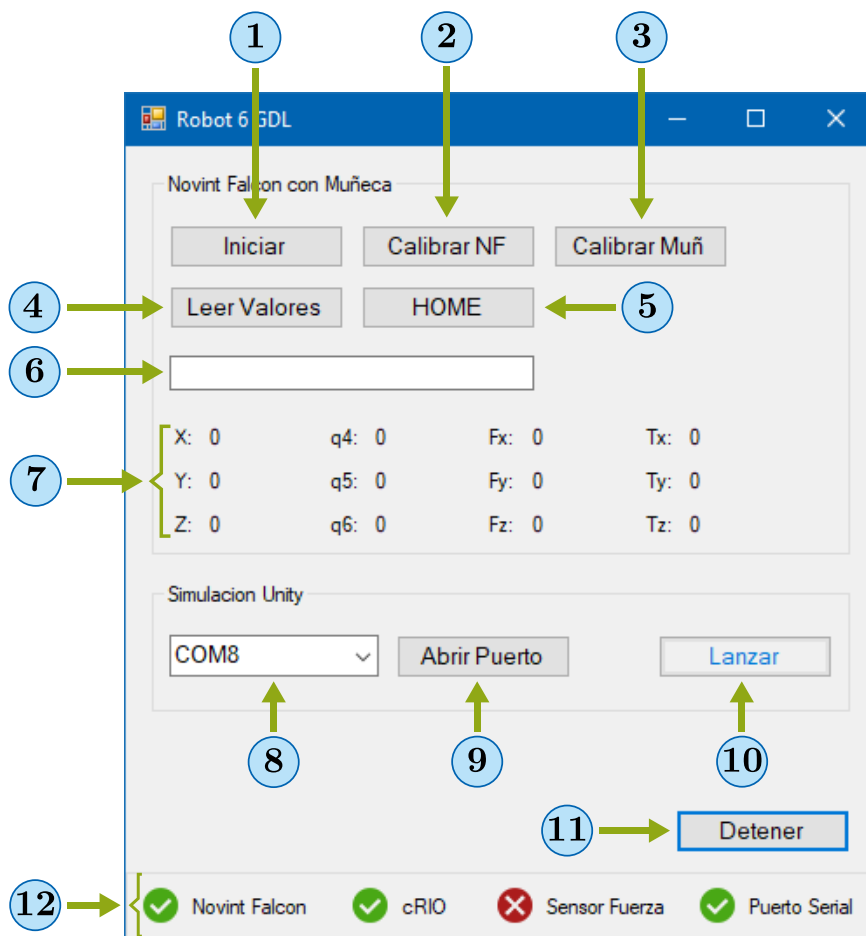 1 2 3
Robot 6 GDL
Novint Falcon con Muñeca
Iniciar Calibrar NF Calibrar Muñ
4 Leer Valores HOME 5
6
X: 0 q4: 0 Fx: 0 Tx: 0
7 Y: 0 q5: 0 Fy: 0 Ty: 0
Z: 0 q6: 0 Fz: 0 Tz: 0
Simulacion Unity
COM8 Abrir Puerto Lanzar
8 9 10
11 Detener
12 Novint Falcon cRIO Sensor Fuerza Puerto Serial